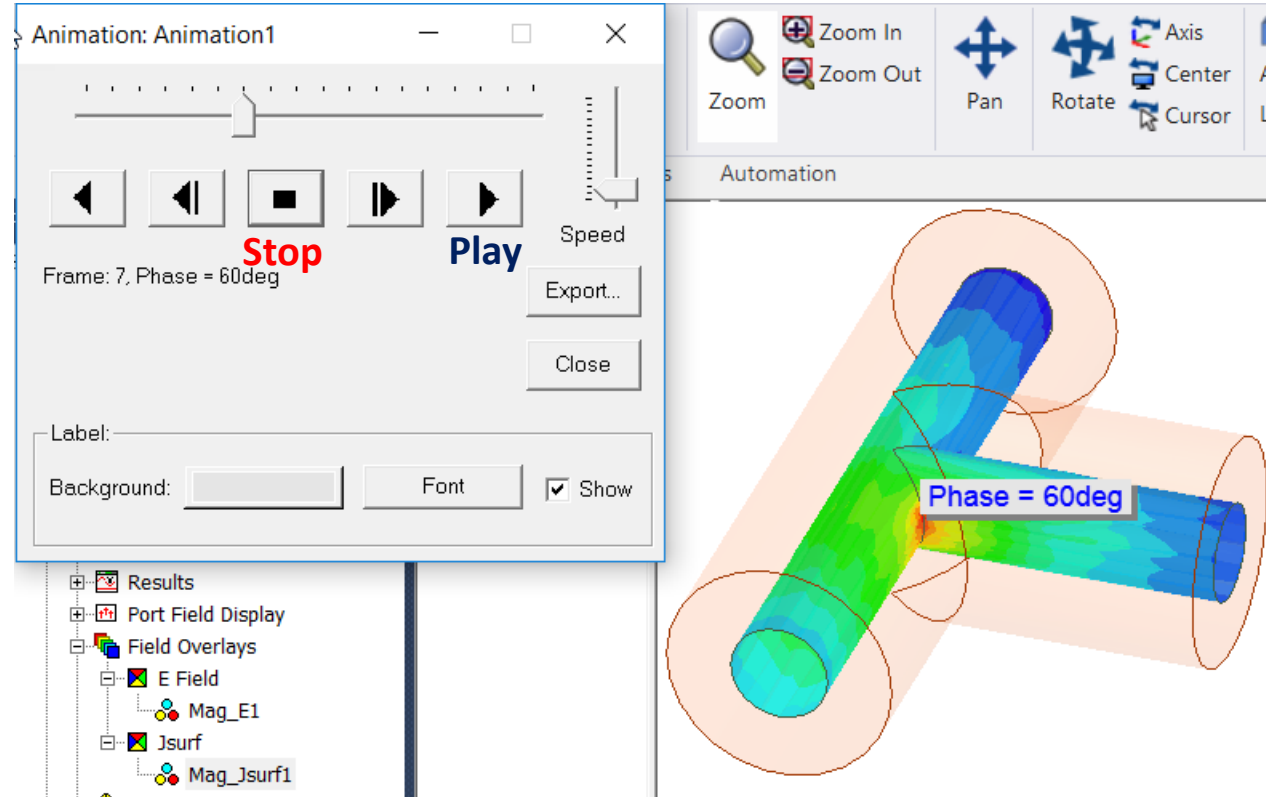 Animation: Animation1
Stop
Play
Speed
Frame: 7, Phase = 60deg
Export...
Close
Label:
Background:
Font
Show
Zoom
Zoom In
Zoom Out
Pan
Rotate
Axis
Center
Cursor
Automation
Phase = 60deg
Results
Port Field Display
Field Overlays
E Field
Mag_E1
Jsurf
Mag_Jsurf1